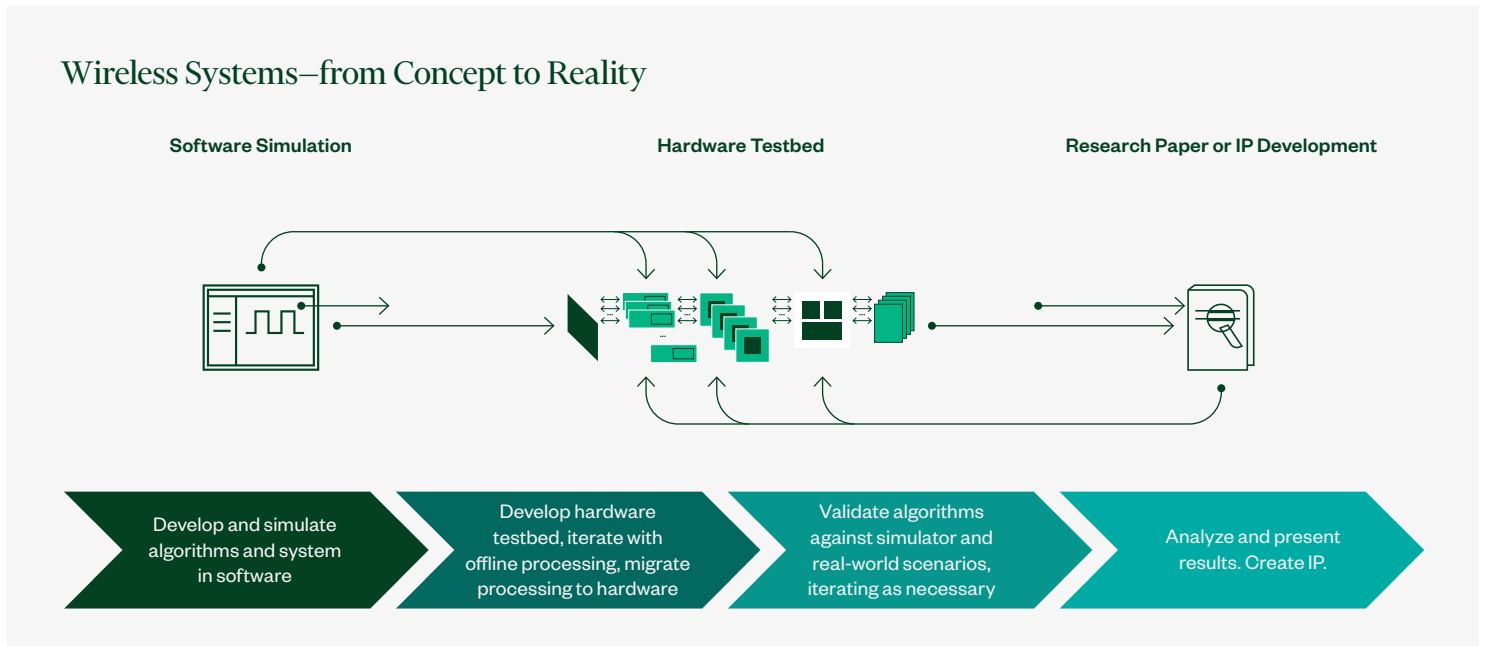 Wireless Systems—from Concept to Reality
Software Simulation
Hardware Testbed
Research Paper or IP Development
...
...
...
...
...
Develop and simulate
algorithms and system
in software
Develop hardware
testbed, iterate with
offline processing, migrate
processing to hardware
Validate algorithms
against simulator and
real-world scenarios,
iterating as necessary
Analyze and present
results. Create IP.